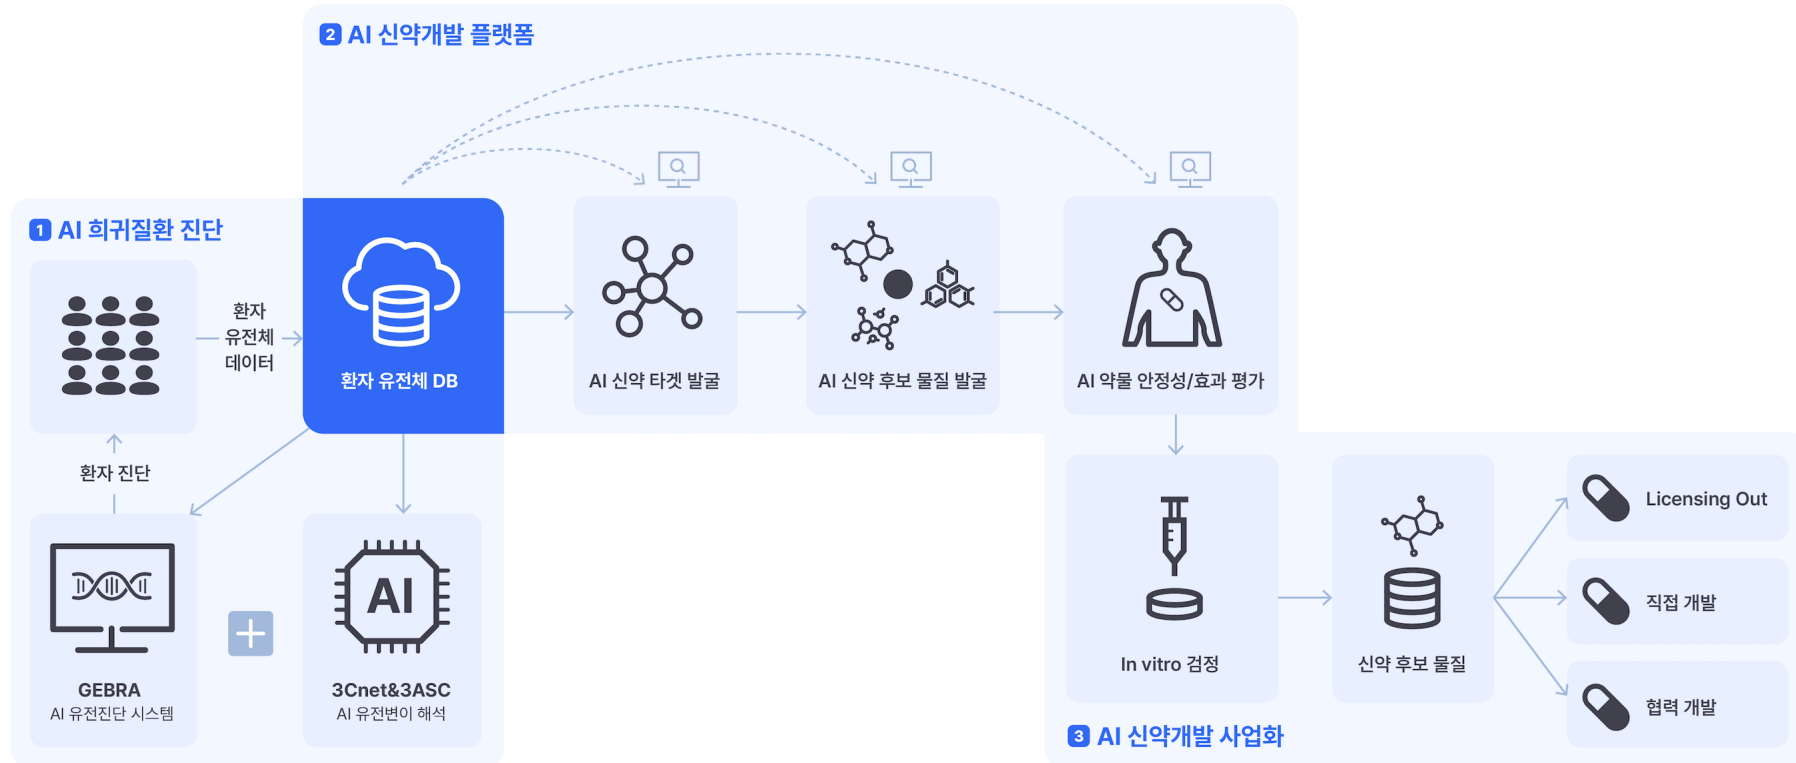 2 AI 신약개발 플랫폼
1 AI 희귀질환 진단
환자
유전체
데이터
환자 유전체 DB
AI 신약 타겟 발굴
AI 신약 후보 물질 발굴
AI 약물 안정성/효과 평가
환자 진단
GEBRA
AI 유전진단 시스템
AI
3Cnet&3ASC
AI 유전변이 해석
In vitro 검정
신약 후보 물질
Licensing Out
직접 개발
협력 개발
3 AI 신약개발 사업화